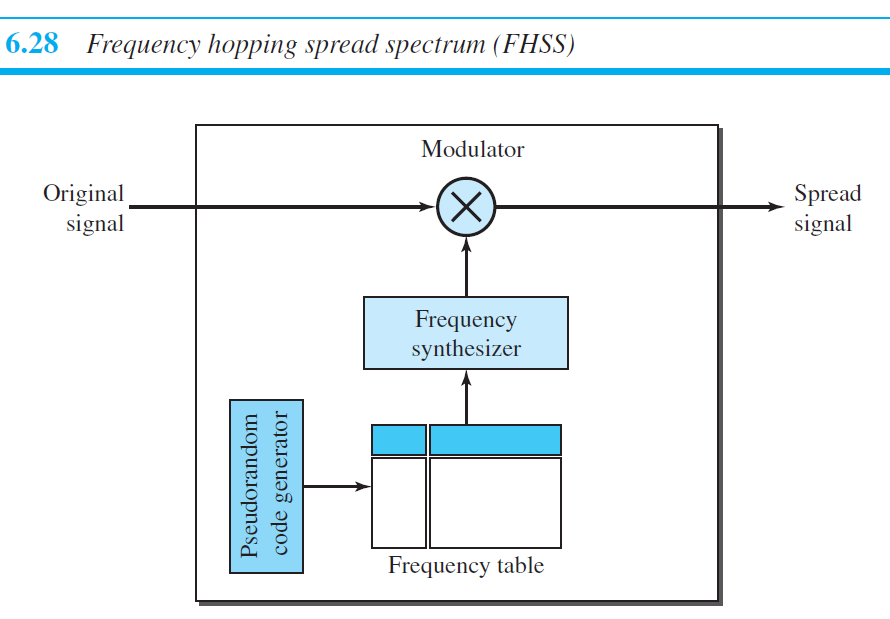 6.28 Frequency hopping spread spectrum (FHSS)
Modulator
Original
signal
Spread
signal
Frequency
synthesizer
Pseudorandom
code generator
Frequency table